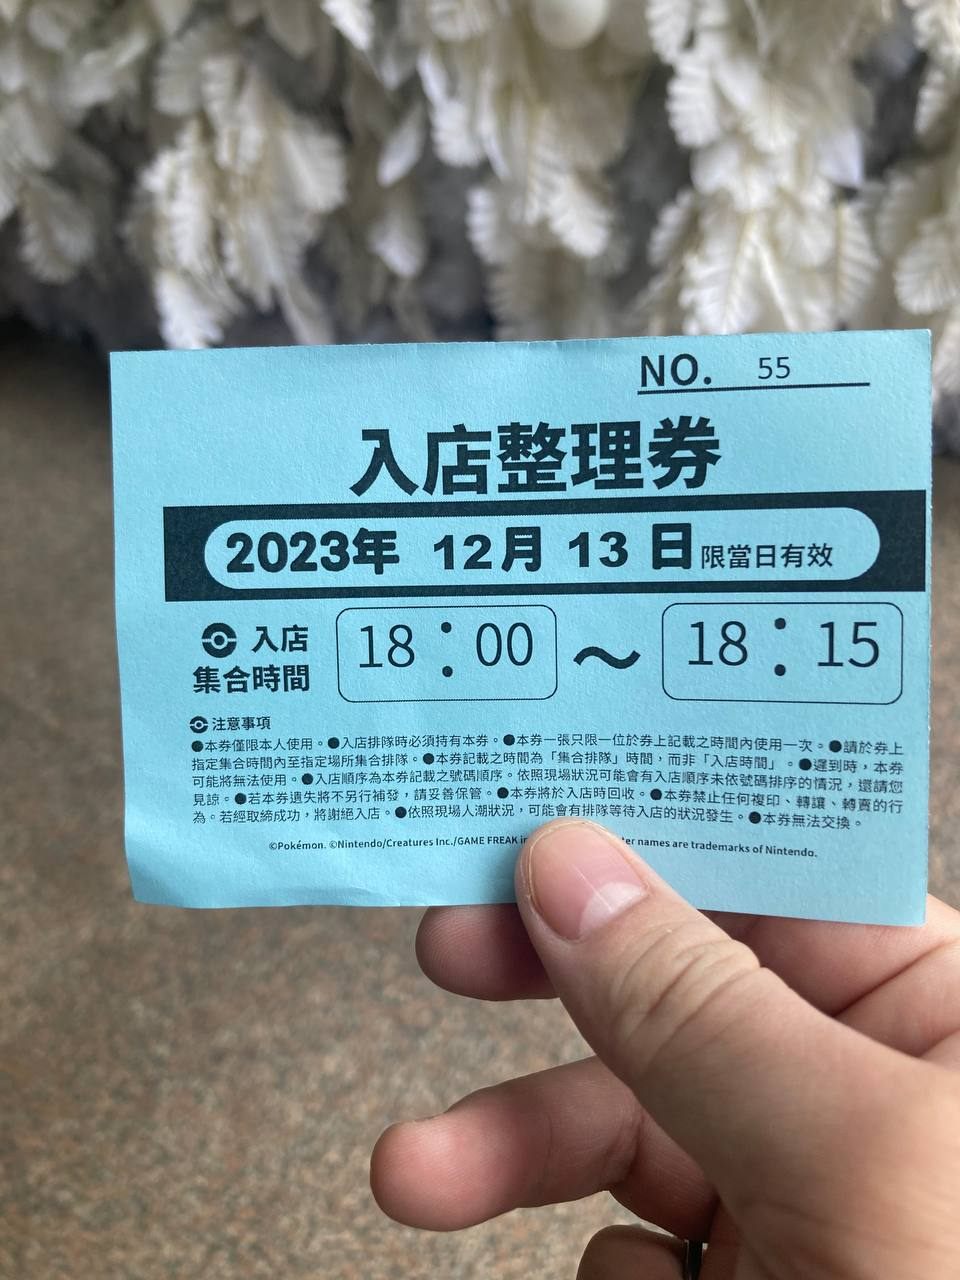 NO. 55
入店整理券
2023年 12月 13 日限當日有效
入店
集合時間
18:00～18:15
注意事項
●本券僅限本人使用。●入店排隊時必須持有本券。●本券一張只限一位於券上記載之時間內使用一次。●請於券上
指定集合時間內至指定場所集合排隊。●本券記載之時間為「集合排隊」時間，而非「入店時間」。●遲到時，本券
可能將無法使用。●入店順序為本券記載之號碼順序。依照現場狀況可能會有入店順序未依號碼排序的情況，還請您
見諒。●若本券遺失將不另行補發，請妥善保管。●本券將於入店時回收。●本券禁止任何複印、轉讓、轉賣的行
為。若經取締成功，將謝絕入店。●依照現場人潮狀況，可能會有排隊等待入店的狀況發生。●本券無法交換。
©Pokémon. ©Nintendo/Creatures Inc./GAME FREAK names are trademarks of Nintendo.